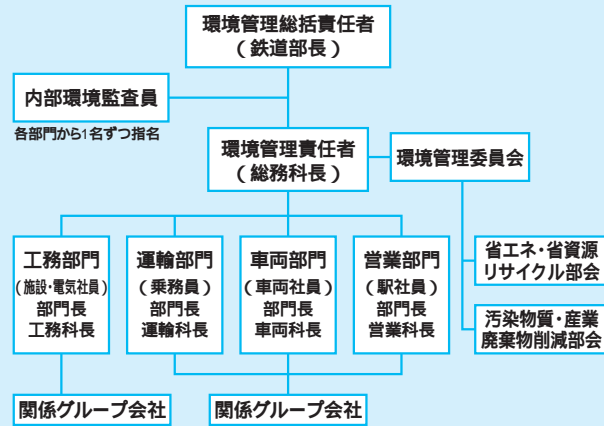 環境管理総括責任者
(鉄道部長)
内部環境監査員
各部門から1名ずつ指名
環境管理責任者
(総務科長)
環境管理委員会
工務部門
(施設・電気社員)
部門長
工務科長
運輸部門
(乗務員)
部門長
運輸科長
車両部門
(車両社員)
部門長
車両科長
営業部門
(駅社員)
部門長
営業科長
省エネ・省資源
リサイクル部会
汚染物質・産業
廃棄物削減部会
関係グループ会社
関係グループ会社